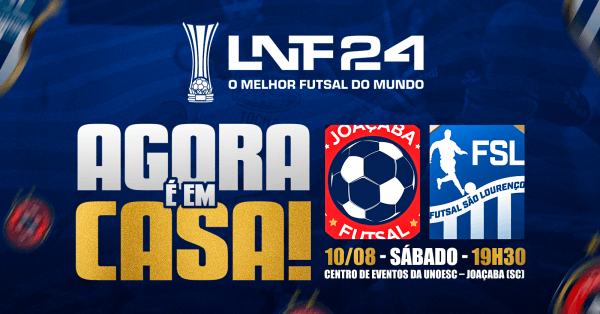 LNF24
O MELHOR FUTSAL DO MUNDO
AGORA
É EM
CASA!
JOAÇABA
FUTSAL
FSL
FUTSAL SÃO LOURENÇO
10/08 - SÁBADO - 19H30
CENTRO DE EVENTOS DA UNOESC – JOAÇABA (SC)